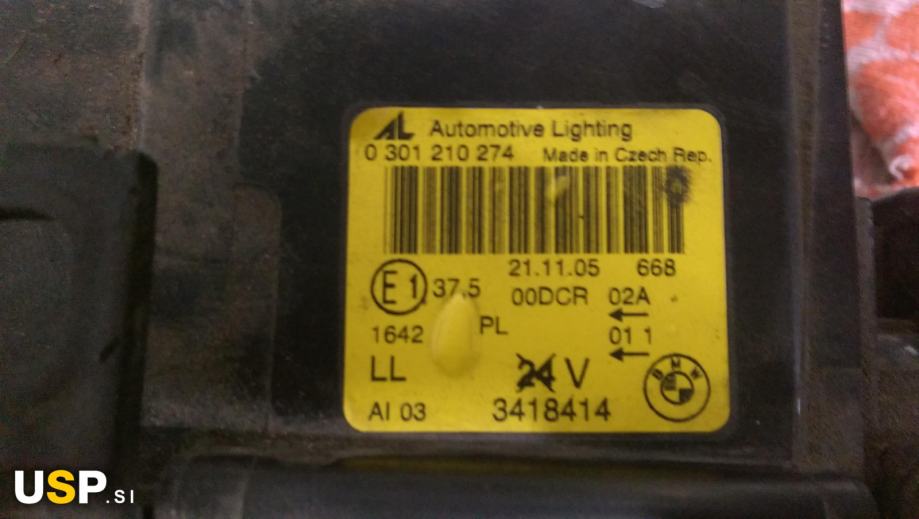 AL Automotive Lighting
0 301 210 274 Made in Czech Rep.
21.11.05 668
E1 37.5 00DCR 02A
1642 PL 01 1
LL 24 V
AI 03 3418414
BMW
USP.SI